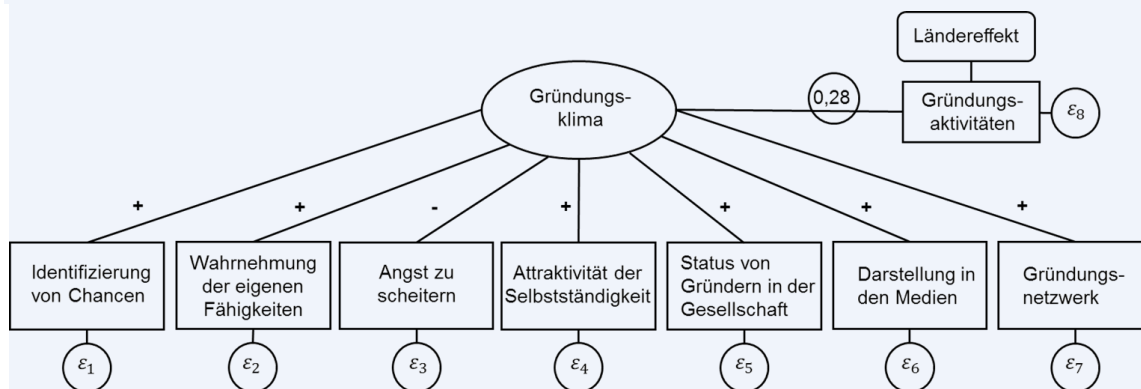 Ländereffekt
Gründungs-
klima
0,28
Gründungs-
aktivitäten
ε8
+
+
-
+
+
+
+
Identifizierung
von Chancen
Wahrnehmung
der eigenen
Fähigkeiten
Angst zu
scheitern
Attraktivität der
Selbstständigkeit
Status von
Gründern in der
Gesellschaft
Darstellung in
den Medien
Gründungs-
netzwerk
ε1
ε2
ε3
ε4
ε5
ε6
ε7